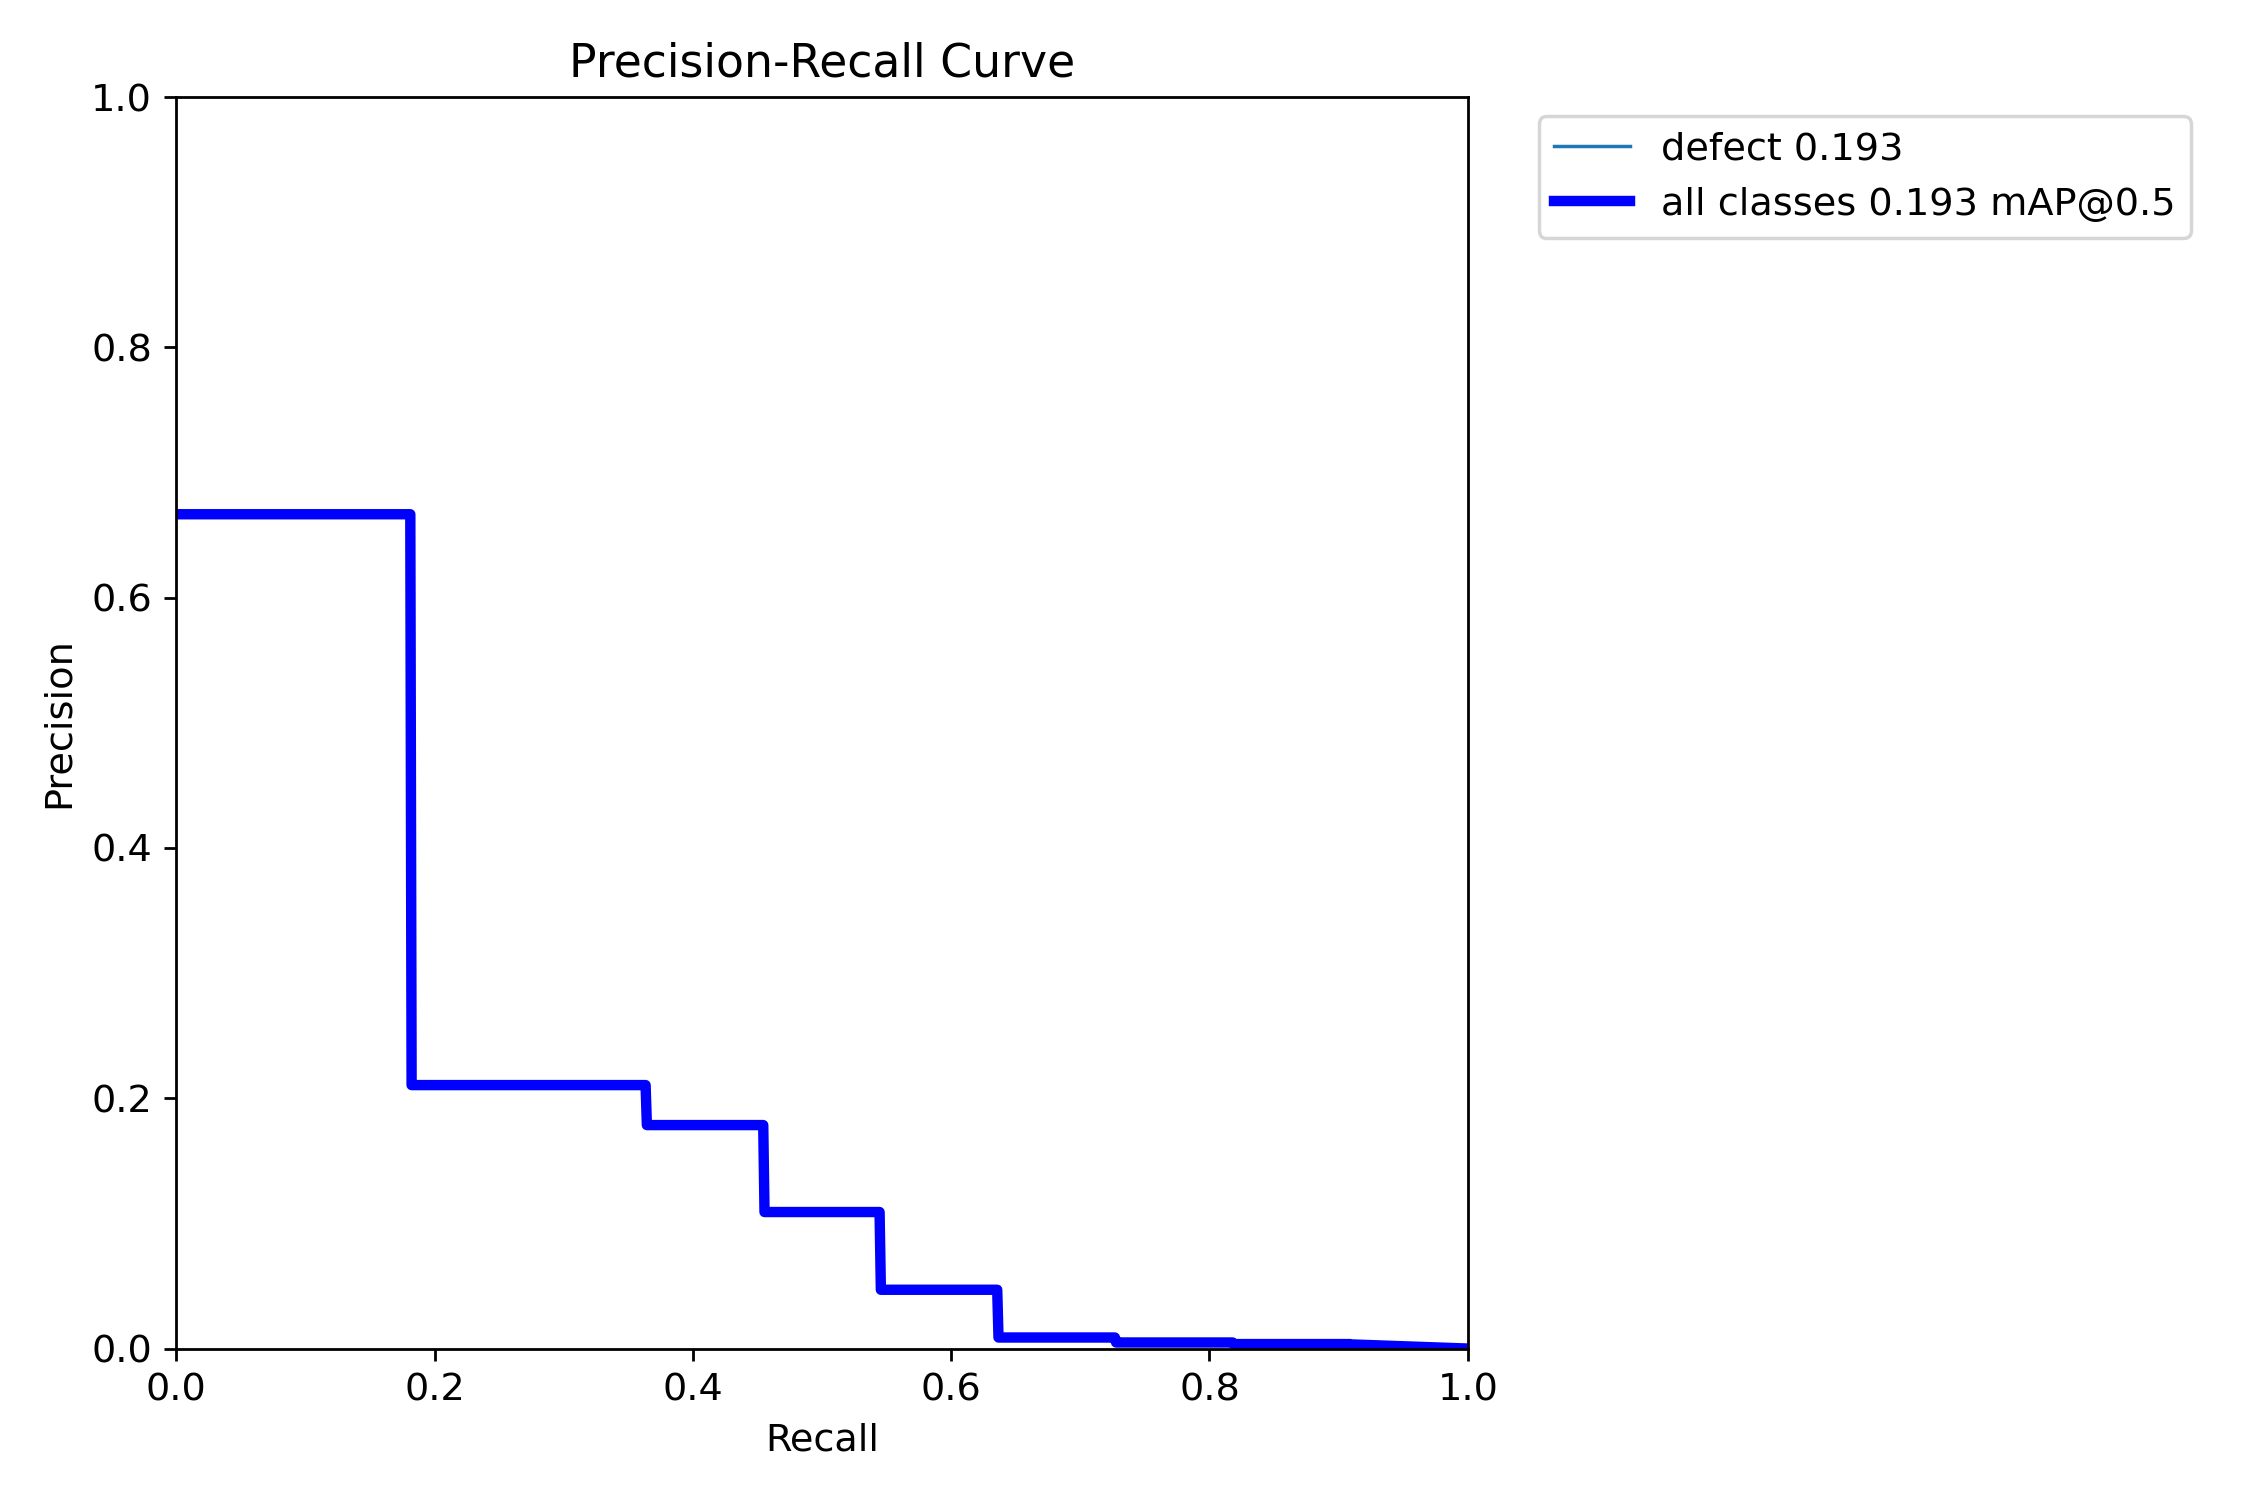 Precision-Recall Curve
1.0
0.8
0.6
0.4
0.2
0.0
Precision
0.0 0.2 0.4 0.6 0.8 1.0
Recall
defect 0.193
all classes 0.193 mAP@0.5